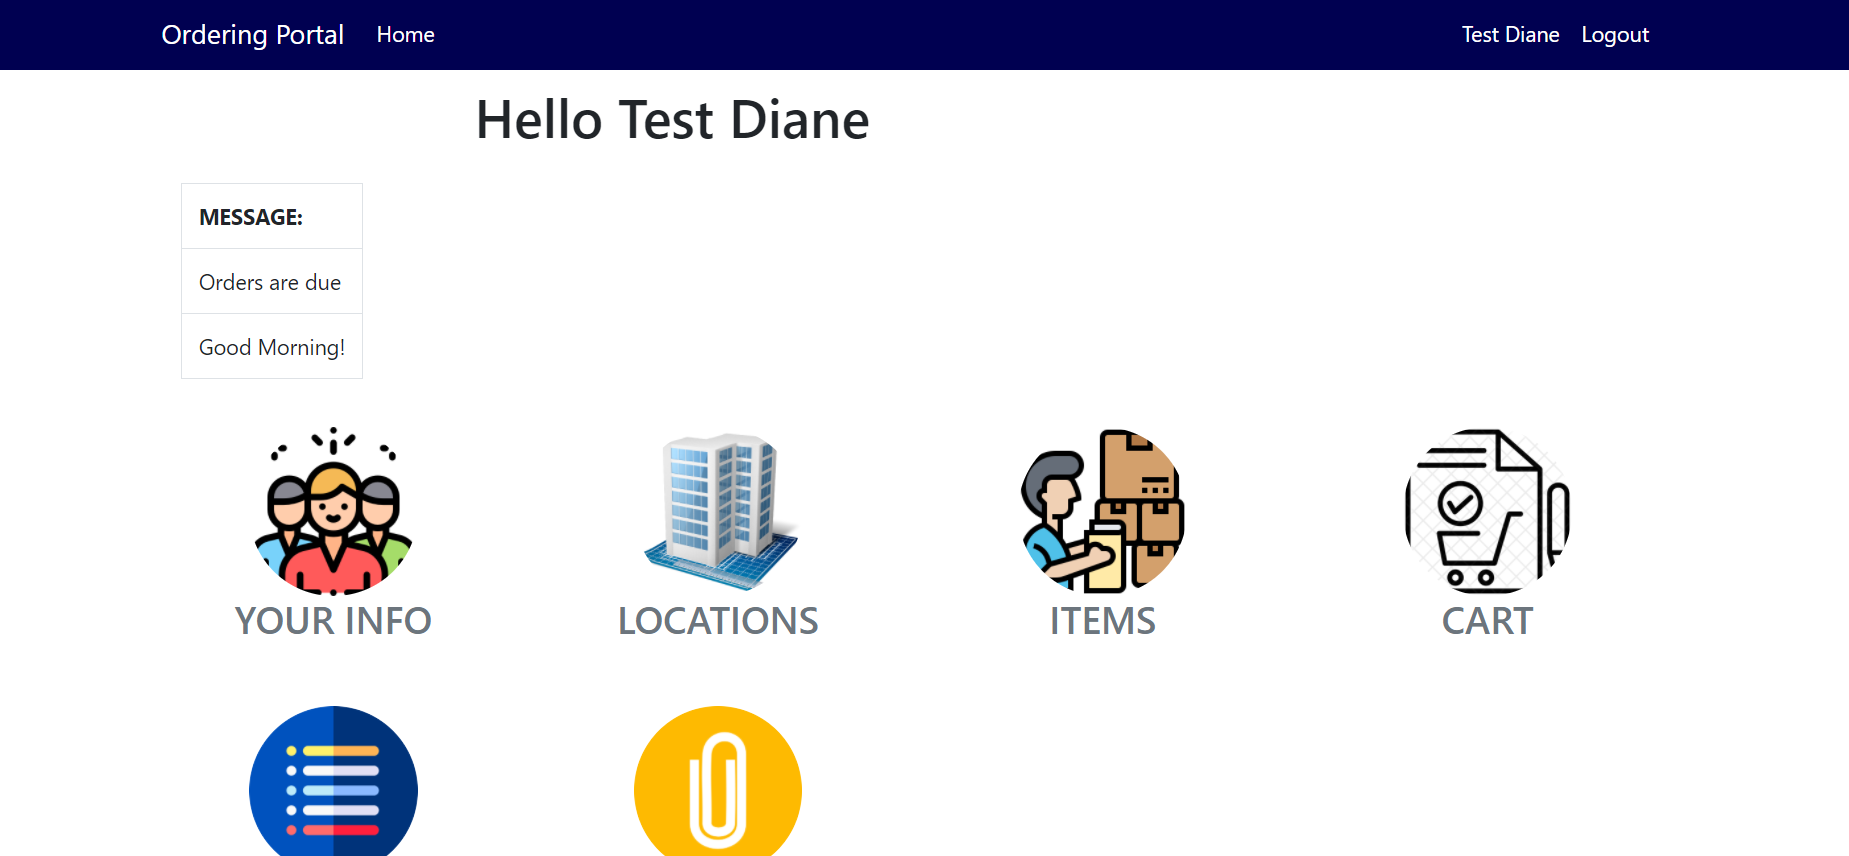 Ordering Portal Home Test Diane Logout
Hello Test Diane
MESSAGE:
Orders are due
Good Morning!
YOUR INFO
LOCATIONS
ITEMS
CART